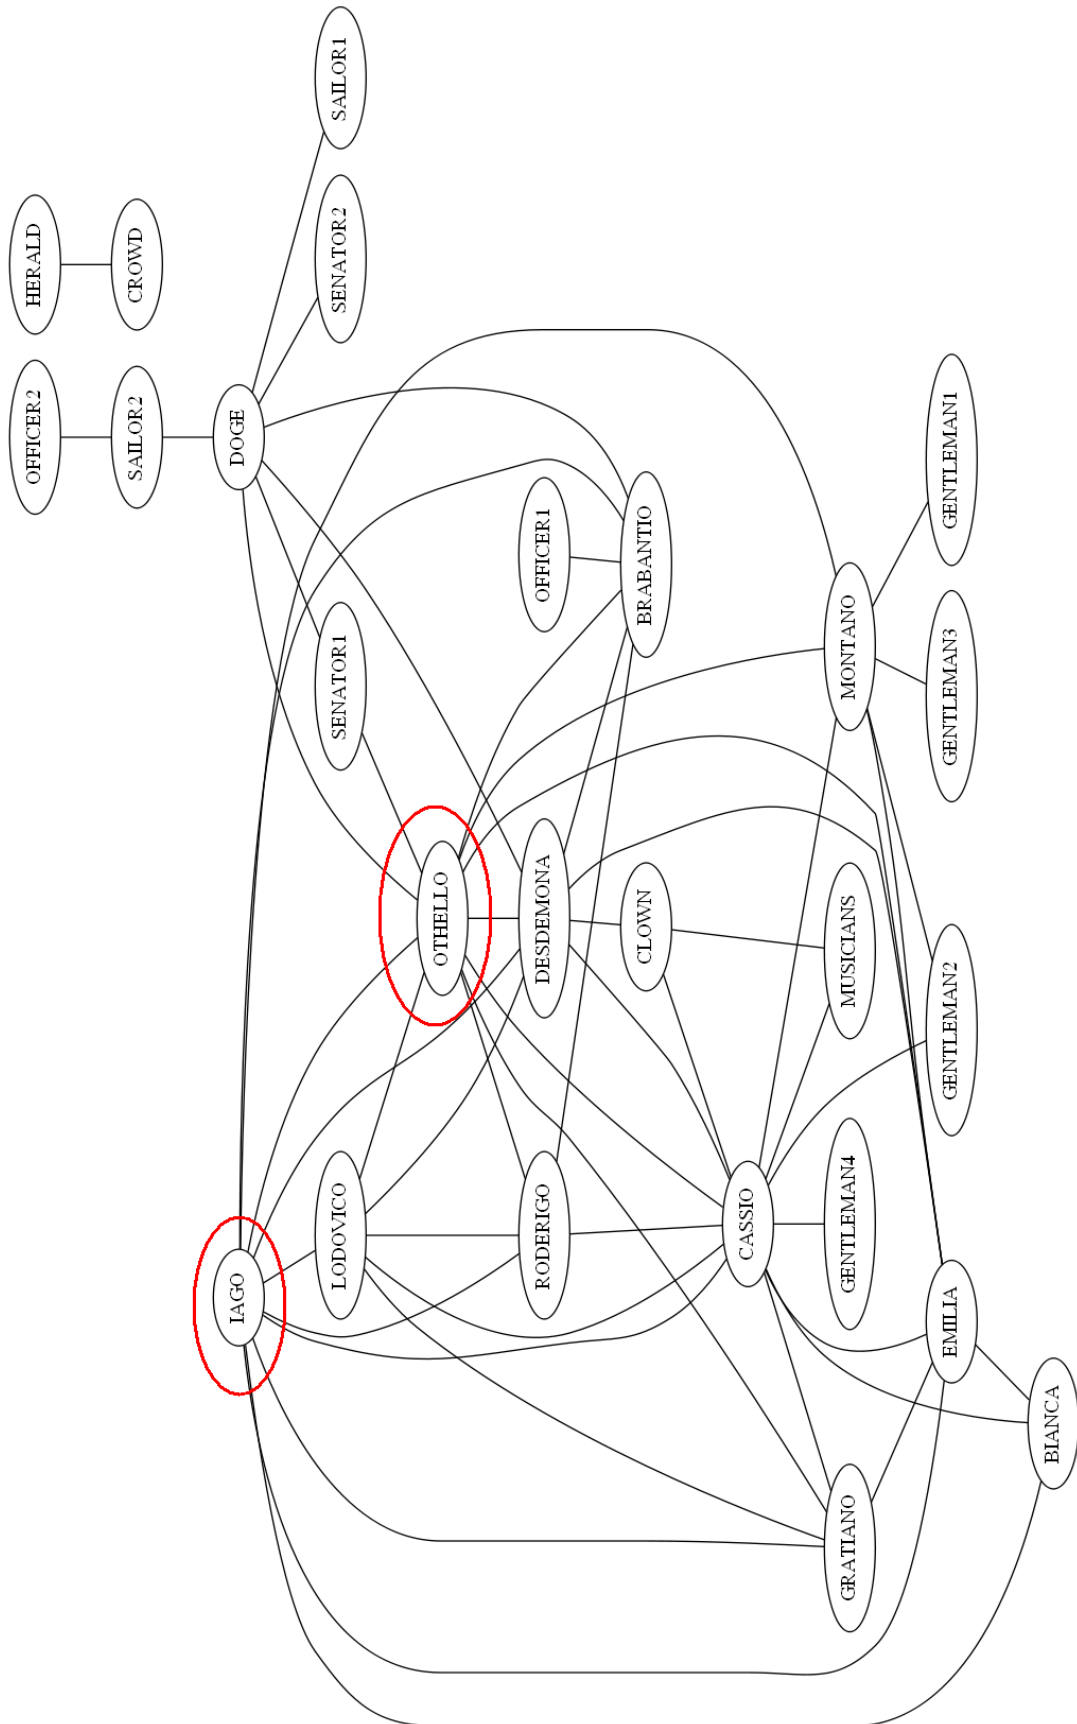 HERALD
CROWD
OFFICER2
SAILOR2
SAILOR1
SENATOR2
DOGE
SENATOR1
OFFICER1
BRABANTIO
OTHELLO
DESDEMONA
CLOWN
IAGO
LODOVICO
RODERIGO
CASSIO
MONTANO
GENTLEMAN1
GENTLEMAN3
MUSICIANS
GENTLEMAN2
GENTLEMAN4
EMILIA
GRATIANO
BIANCA